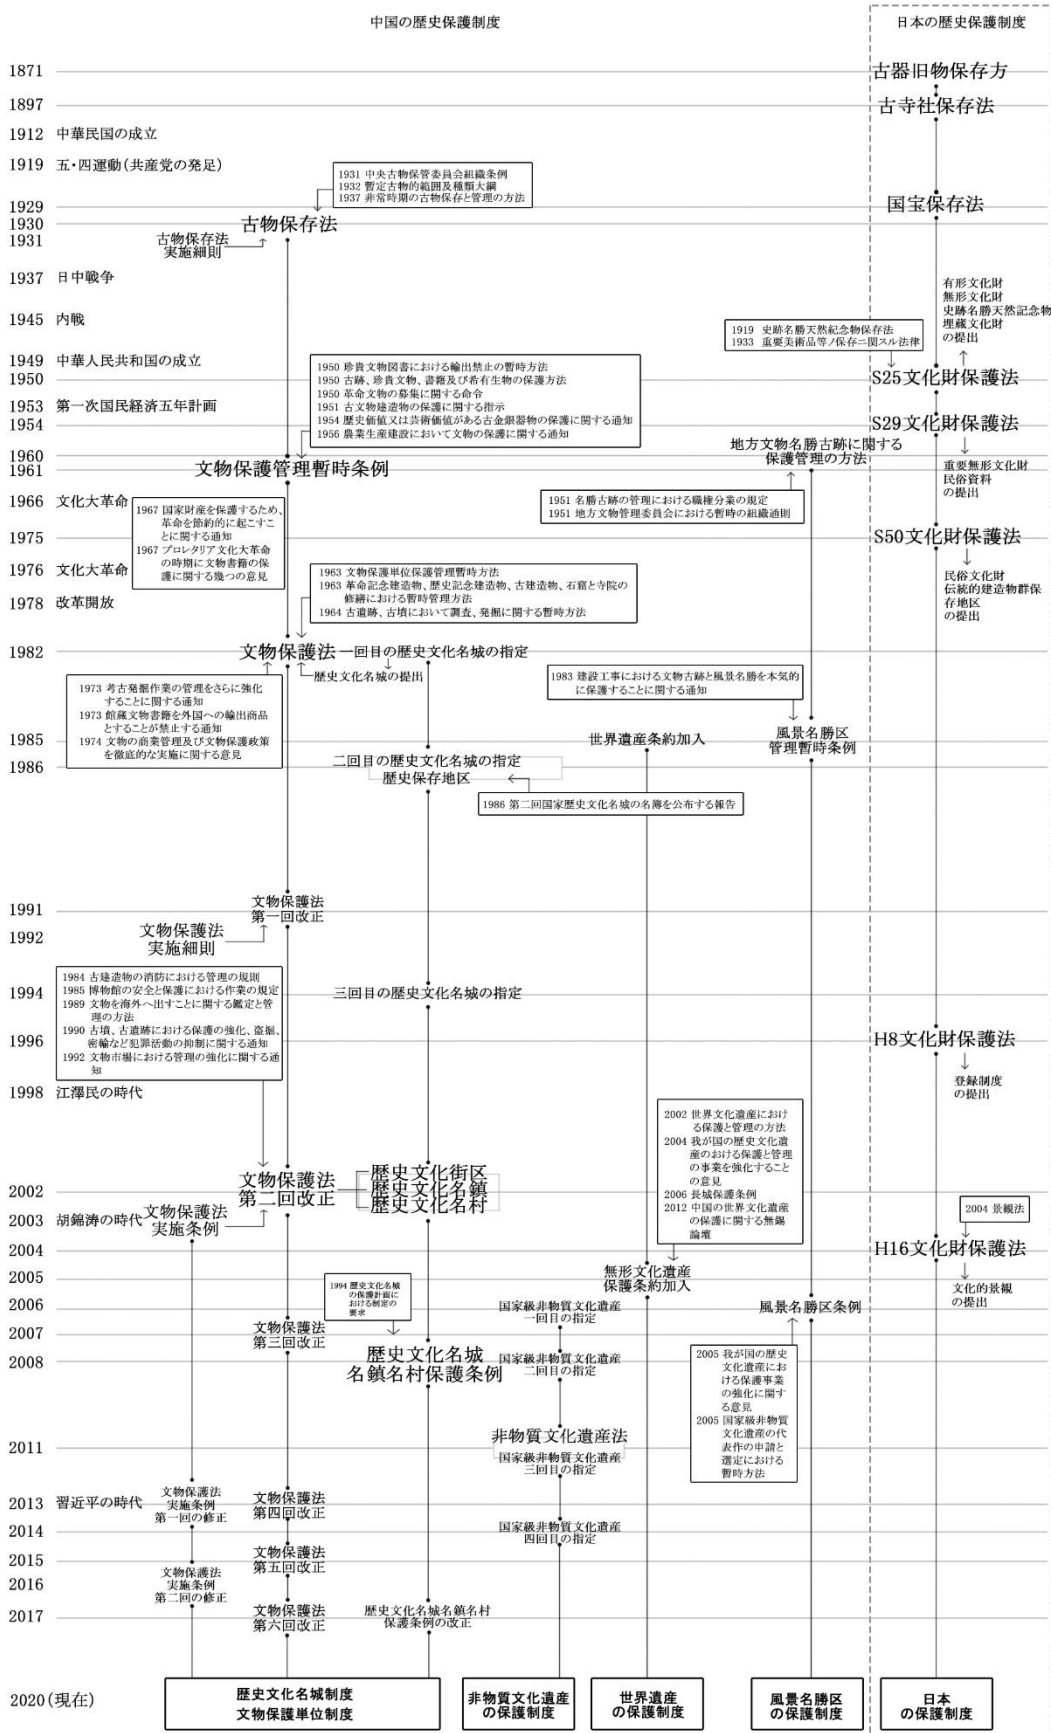 中国の歴史保護制度
日本の歴史保護制度
1871
古器旧物保存方
1897
古寺社保存法
1912 中華民国の成立
1919 五・四運動(共産党の発足)
1931 中央古物保管委員会組織条例
1932 暫定古物的範囲及種類大綱
1937 非常時期の古物保存と管理の方法
1929
国宝保存法
1930
古物保存法
1931
古物保存法
実施細則
1937 日中戦争
有形文化財
無形文化財
史跡名勝天然記念物
埋蔵文化財
の提出
1945 内戦
1919 史跡名勝天然紀念物保存法
1933 重要美術品等ノ保存ニ関スル法律
1949 中華人民共和国の成立
1950
S25文化財保護法
1950 珍貴文物図書における輸出禁止の暫時方法
1950 古跡、珍貴文物、書籍及び希有生物の保護方法
1950 革命文物の募集に関する命令
1951 古文物建造物の保護に関する指示
1954 歴史価値又は芸術価値がある古金銀器物の保護に関する通知
1956 農業生産建設において文物の保護に関する通知
1953 第一次国民経済五年計画
1954
S29文化財保護法
重要無形文化財
民俗資料
の提出
1960
1961
文物保護管理暫時条例
地方文物名勝古跡に関する
保護管理の方法
1951 名勝古跡の管理における職権分業の規定
1951 地方文物管理委員会における暫時の組織通則
1966 文化大革命
1967 国家財産を保護するため、
革命を節約的に起こすこ
とに関する通知
1967 プロレタリア文化大革命
の時期に文物書籍の保
護に関する幾つの意見
1975
S50文化財保護法
民俗文化財
伝統的建造物群保
存地区
の提出
1976 文化大革命
1978 改革開放
1963 文物保護単位保護管理暫時方法
1963 革命記念建造物、歴史記念建造物、古建造物、石窟と寺院の
修繕における暫時管理方法
1964 古遺跡、古墳において調査、発掘に関する暫時方法
1982
文物保護法
一回目の歴史文化名城の指定
歴史文化名城の提出
1973 考古発掘作業の管理をさらに強化
することに関する通知
1973 館蔵文物書籍を外国への輸出商品
とすることが禁止する通知
1974 文物の商業管理及び文物保護政策
を徹底的な実施に関する意見
1983 建設工事における文物古跡と風景名勝を本気的
に保護することに関する通知
1985
世界遺産条約加入
風景名勝区
管理暫時条例
1986
二回目の歴史文化名城の指定
歴史保存地区
1986 第二回国家歴史文化名城の名簿を公布する報告
1991
文物保護法
第一回改正
1992
文物保護法
実施細則
1984 古建造物の消防における管理の規則
1985 博物館の安全と保護における作業の規定
1989 文物を海外へ出すことに関する鑑定と管
理の方法
1990 古墳、古遺跡における保護の強化、盗掘、
密輸など犯罪活動の抑制に関する通知
1992 文物市場における管理の強化に関する通
知
1994
三回目の歴史文化名城の指定
1996
H8文化財保護法
登録制度
の提出
1998 江澤民の時代
2002 世界文化遺産におけ
る保護と管理の方法
2004 我が国の歴史文化遺
産のおける保護と管理
の事業を強化することの
の意見
2006 長城保護条例
2012 中国の世界文化遺産
の保護に関する無錫
論壇
2002
文物保護法
第二回改正
歴史文化街区
歴史文化名鎮
歴史文化名村
2003 胡錦涛の時代
文物保護法
実施条例
2004 景観法
2004
H16文化財保護法
文化的景観
の提出
2005
無形文化遺産
保護条約加入
1994 歴史文化名城
の保護計画に
おける制定の
要求
2006
国家級非物質文化遺産
一回目の指定
風景名勝区条例
2007
文物保護法
第三回改正
2008
歴史文化名城
名鎮名村保護条例
国家級非物質文化遺産
二回目の指定
2005 我が国の歴史
文化遺産にお
ける保護事業
の強化に関す
る意見
2005 国家級非物質
文化遺産の代
表作の申請と
選定における
暫時方法
2011
非物質文化遺産法
国家級非物質文化遺産
三回目の指定
2013 習近平の時代
文物保護法
実施条例
第一回の修正
文物保護法
第四回改正
2014
国家級非物質文化遺産
四回目の指定
2015
文物保護法
第五回改正
2016
文物保護法
実施条例
第二回の修正
2017
文物保護法
第六回改正
歴史文化名城名鎮名村
保護条例の改正
2020(現在)
歴史文化名城制度
文物保護単位制度
非物質文化遺産
の保護制度
世界遺産
の保護制度
風景名勝区
の保護制度
日本
の保護制度